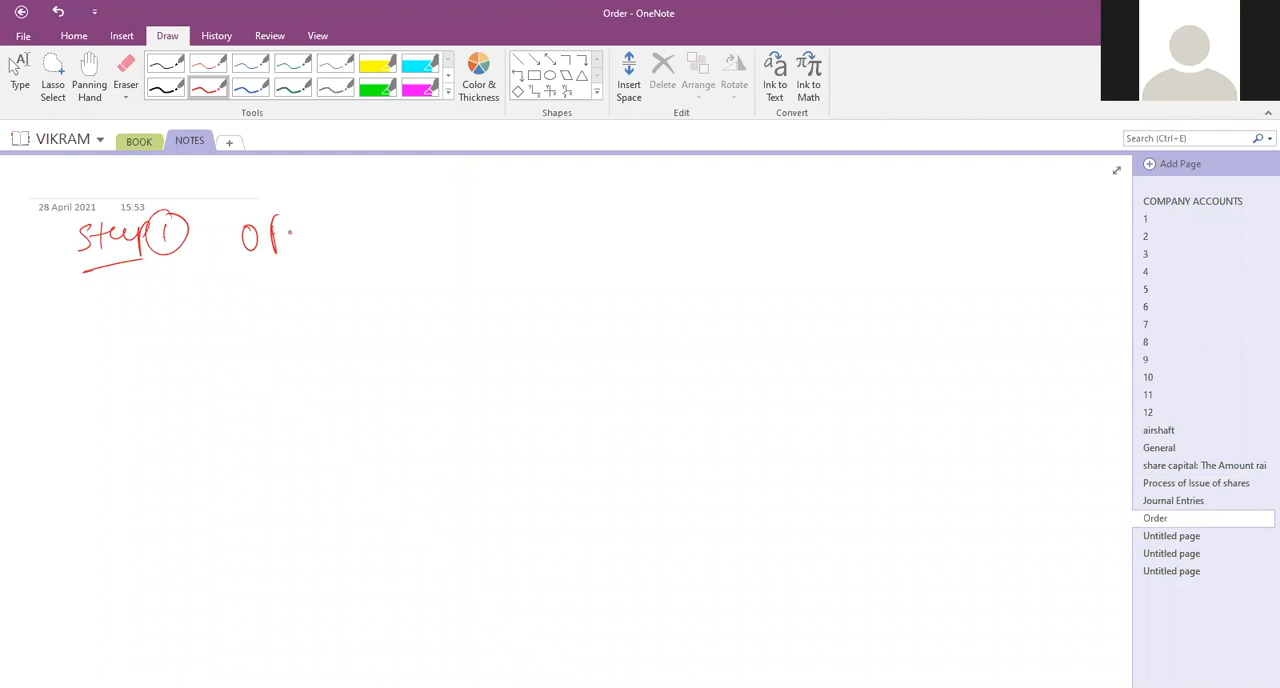 Order - OneNote
File Home Insert Draw History Review View
Type
Lasso Select
Panning Hand
Eraser
Color & Thickness
Insert Space
Delete
Arrange
Rotate
Ink to Text
Ink to Math
Tools
Shapes
Edit
Convert
VIKRAM BOOK NOTES
Search (Ctrl+E)
Add Page
28 April 2021 15:53
Step 1
COMPANY ACCOUNTS
1
2
3
4
5
6
7
8
9
10
11
12
airshaft
General
share capital: The Amount rai
Process of Issue of shares
Journal Entries
Order
Untitled page
Untitled page
Untitled page